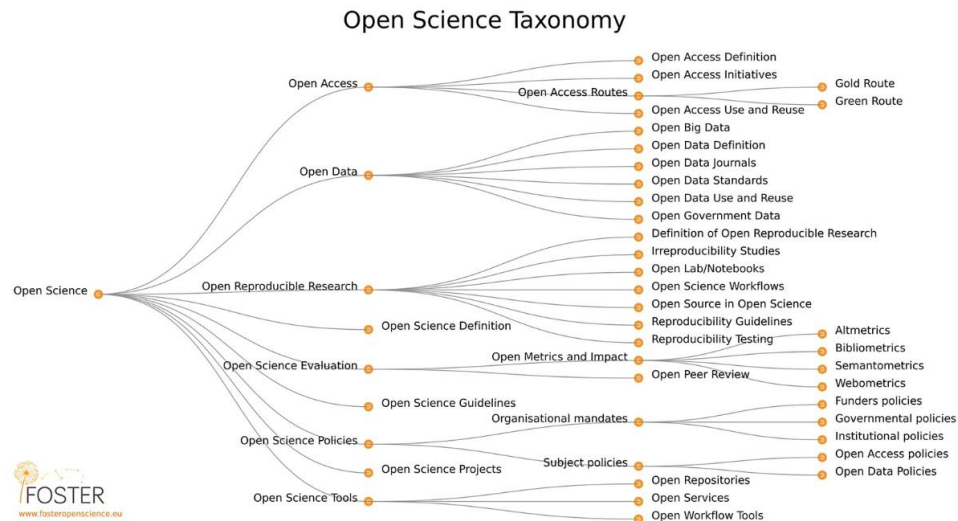 Open Science Taxonomy
Open Science
Open Access
Open Access Definition
Open Access Initiatives
Open Access Routes
Gold Route
Green Route
Open Access Use and Reuse
Open Data
Open Big Data
Open Data Definition
Open Data Journals
Open Data Standards
Open Data Use and Reuse
Open Government Data
Open Reproducible Research
Definition of Open Reproducible Research
Irreproducibility Studies
Open Lab/Notebooks
Open Science Workflows
Open Source in Open Science
Reproducibility Guidelines
Reproducibility Testing
Open Science Definition
Open Science Evaluation
Open Metrics and Impact
Altmetrics
Bibliometrics
Semantometrics
Webometrics
Open Peer Review
Open Science Guidelines
Open Science Policies
Organisational mandates
Funders policies
Governmental policies
Institutional policies
Subject policies
Open Access policies
Open Data Policies
Open Science Projects
Open Science Tools
Open Repositories
Open Services
Open Workflow Tools
FOSTER
www.fosteropenscience.eu